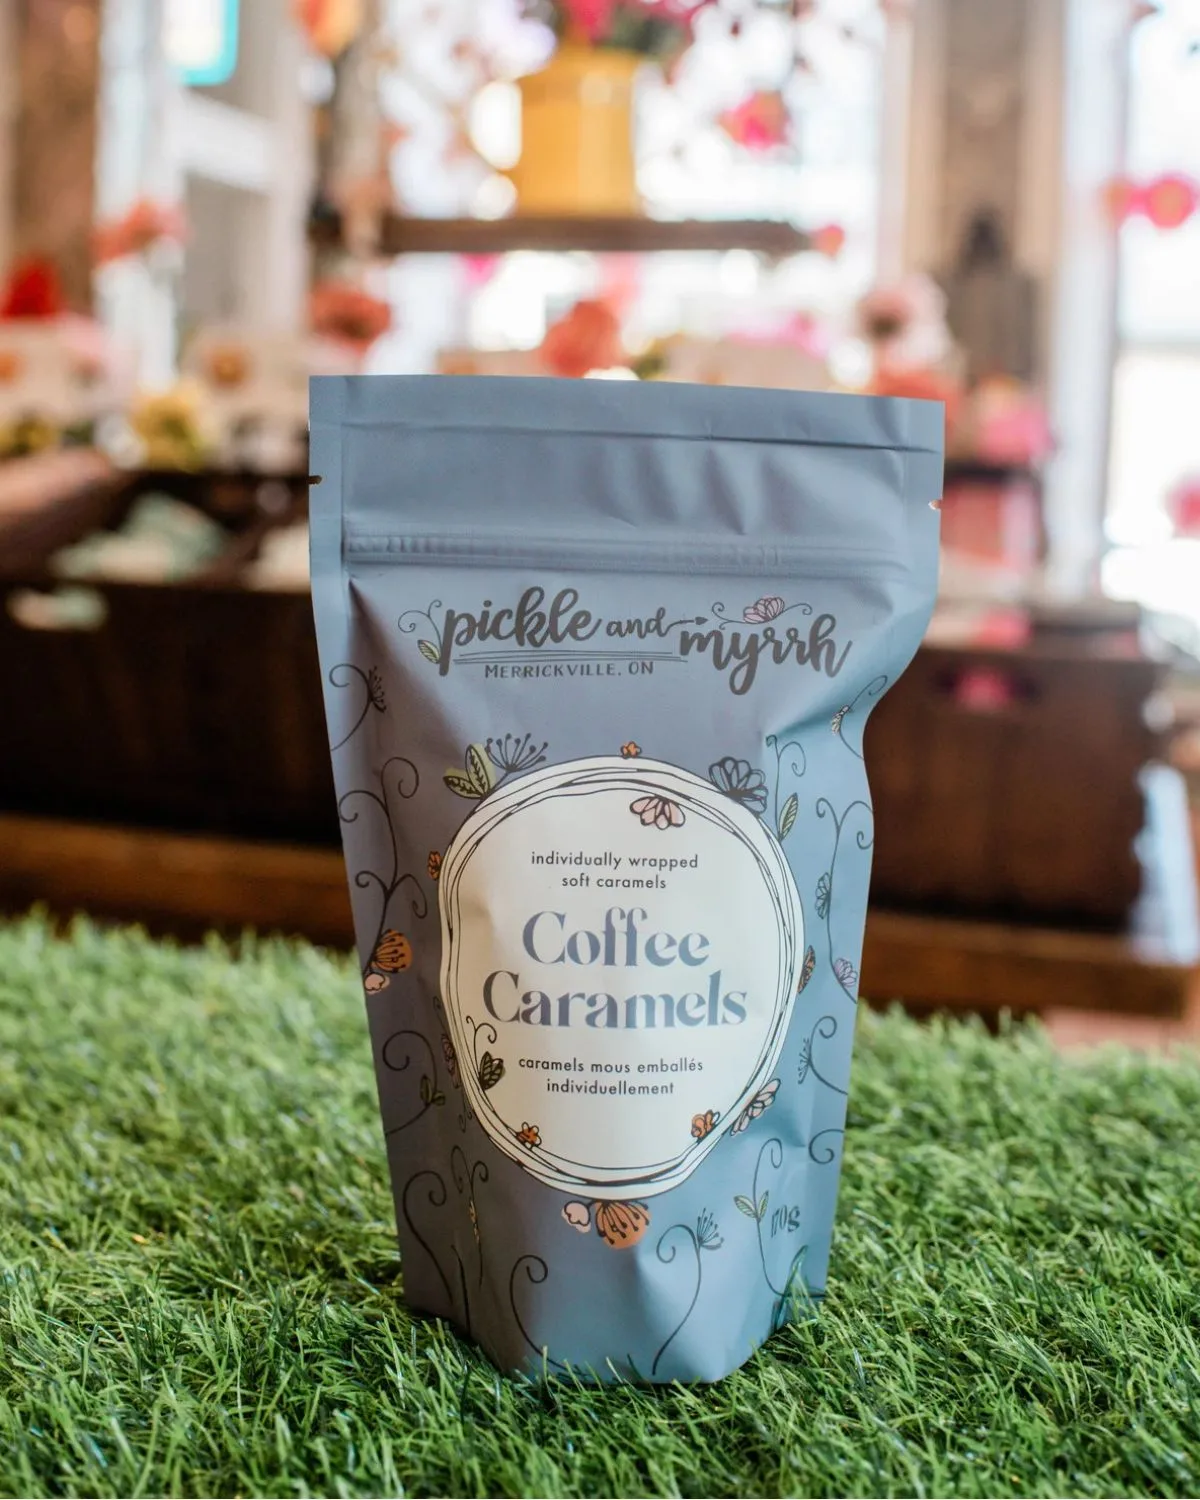 pickle and myrrh
MERRICKVILLE, ON
individually wrapped
soft caramels
Coffee
Caramels
caramels mous emballés
individuellement
170g